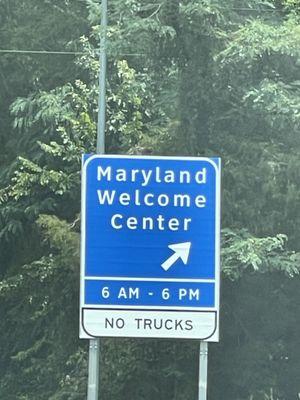 Maryland
Welcome
Center
6 AM - 6 PM
NO TRUCKS